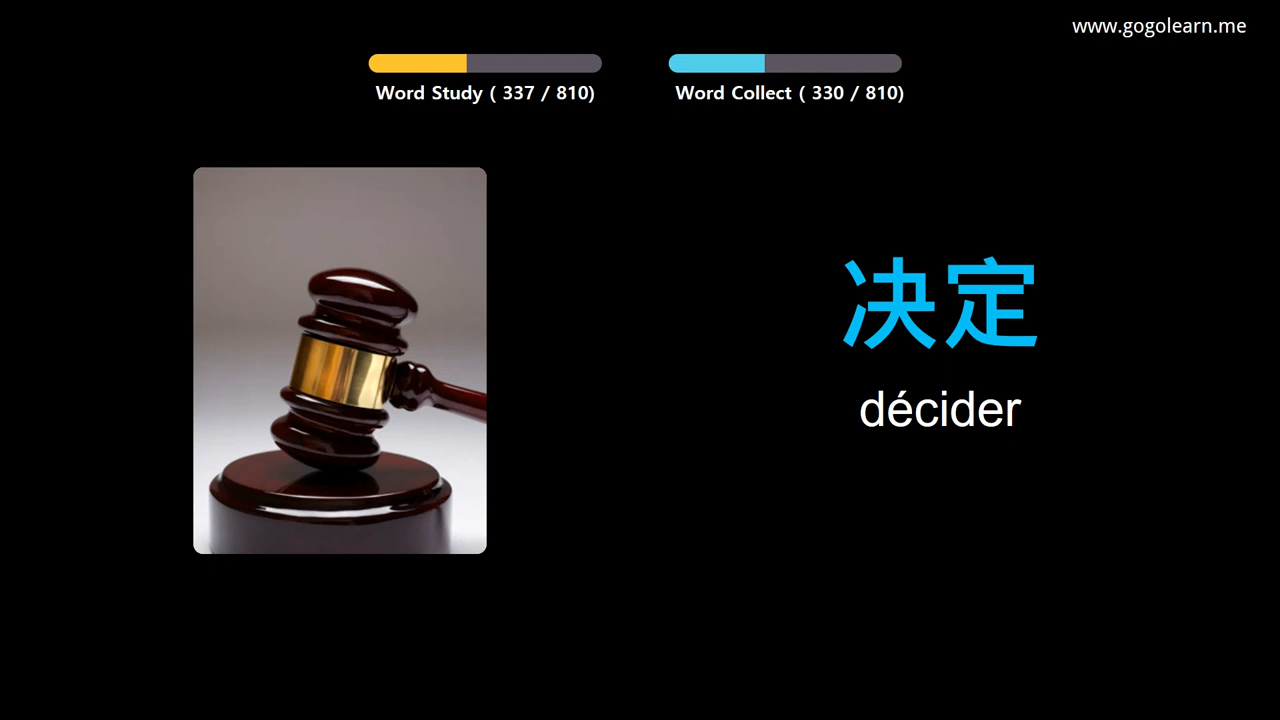 www.gogolearn.me
Word Study ( 337 / 810)
Word Collect ( 330 / 810)
决定
décider